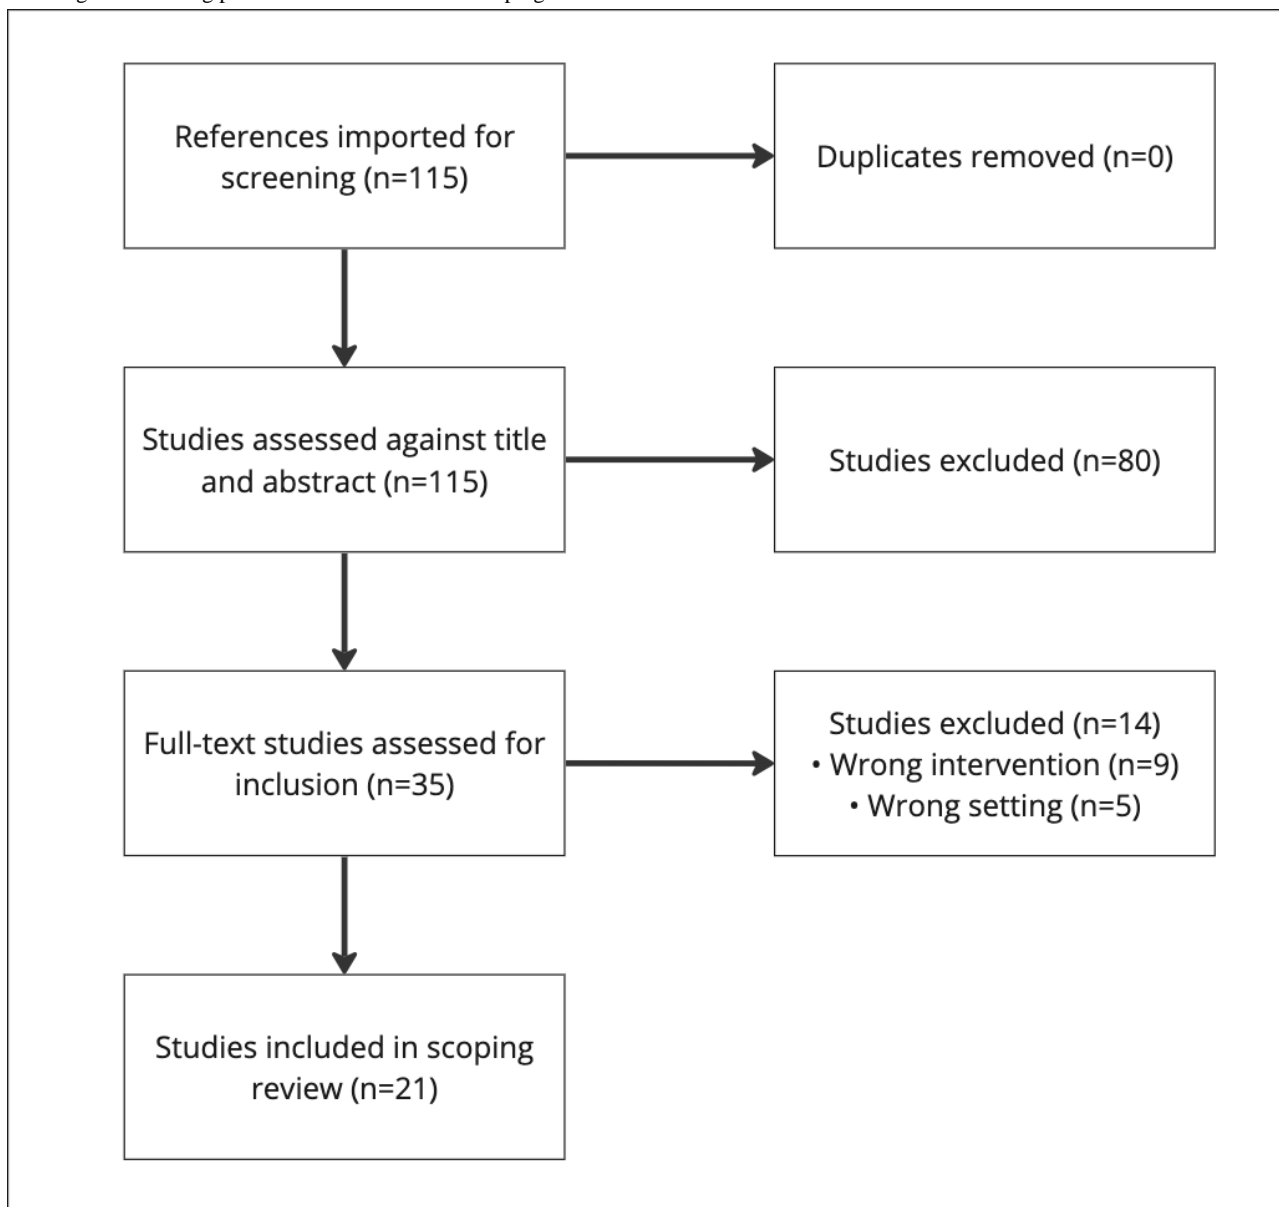 References imported for
screening (n=115)
Duplicates removed (n=0)
Studies assessed against title
and abstract (n=115)
Studies excluded (n=80)
Full-text studies assessed for
inclusion (n=35)
Studies excluded (n=14)
• Wrong intervention (n=9)
• Wrong setting (n=5)
Studies included in scoping
review (n=21)